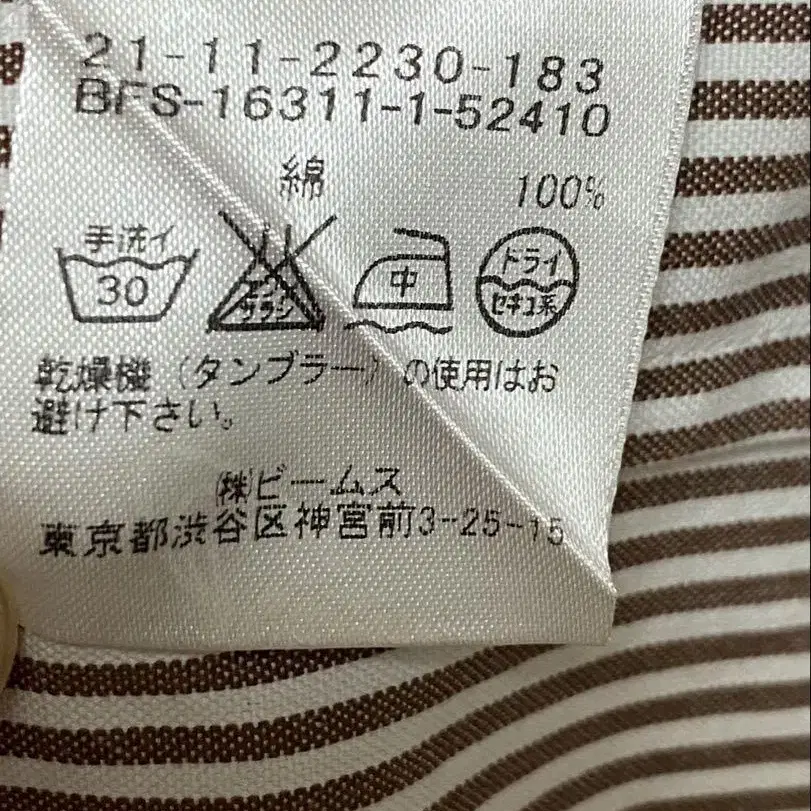 21-11-2230-183
BFS-16311-1-52410
綿 100%
手洗イ 30 エンソサラシ 中 ドライ セキユ系
乾燥機（タンブラー）の使用はお
避け下さい。
㈱ビームス
東京都渋谷区神宮前3-25-15